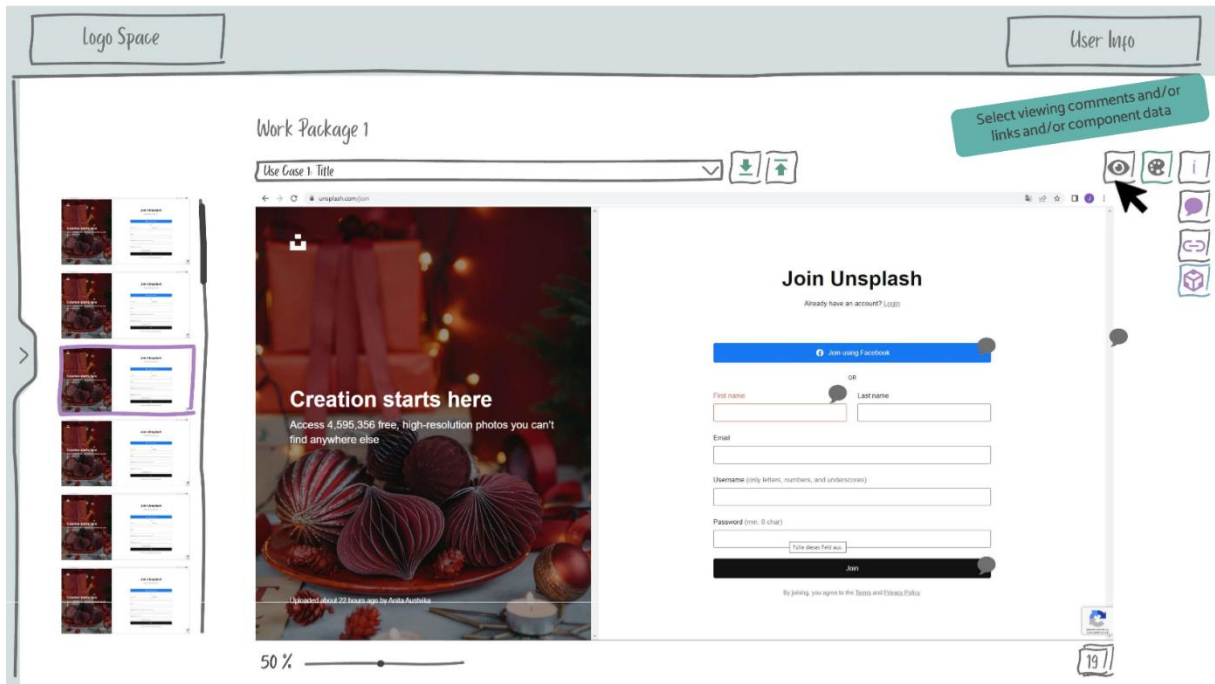 Logo Space
User Info
Select viewing comments and/or
links and/or component data
Work Package 1
Use Case 1: Title
i
unsplash.com/join
J
Join Unsplash
Already have an account? Login
Join using Facebook
OR
Creation starts here
Access 4,595,356 free, high-resolution photos you can't
find anywhere else
First name
Last name
Email
Username (only letters, numbers, and underscores)
Password (min. 8 char)
Fülle dieses Feld aus.
Join
By joining, you agree to the Terms and Privacy Policy.
Uploaded about 22 hours ago by Anita Austvika
50 %
19